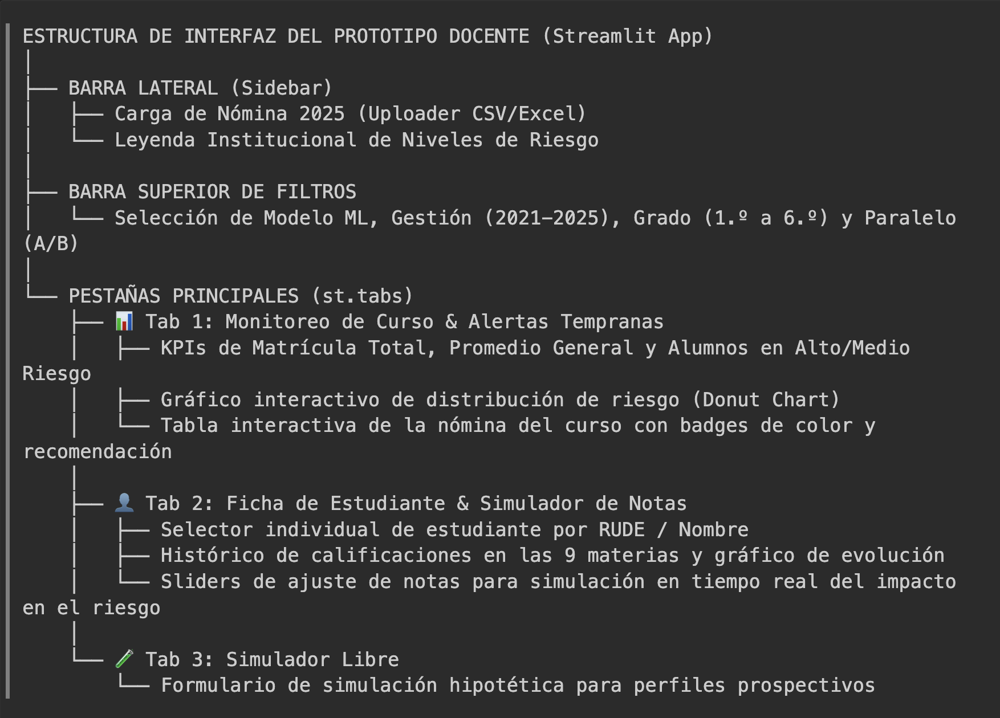 ESTRUCTURA DE INTERFAZ DEL PROTOTIPO DOCENTE (Streamlit App)
│
├── BARRA LATERAL (Sidebar)
│   ├── Carga de Nómina 2025 (Uploader CSV/Excel)
│   └── Leyenda Institucional de Niveles de Riesgo
│
├── BARRA SUPERIOR DE FILTROS
│   └── Selección de Modelo ML, Gestión (2021–2025), Grado (1.º a 6.º) y Paralelo
(A/B)
│
└── PESTAÑAS PRINCIPALES (st.tabs)
    ├── 📊 Tab 1: Monitoreo de Curso & Alertas Tempranas
    │   ├── KPIs de Matrícula Total, Promedio General y Alumnos en Alto/Medio
Riesgo
    │   ├── Gráfico interactivo de distribución de riesgo (Donut Chart)
    │   └── Tabla interactiva de la nómina del curso con badges de color y
recomendación
    │
    ├── 👤 Tab 2: Ficha de Estudiante & Simulador de Notas
    │   ├── Selector individual de estudiante por RUDE / Nombre
    │   ├── Histórico de calificaciones en las 9 materias y gráfico de evolución
    │   └── Sliders de ajuste de notas para simulación en tiempo real del impacto
en el riesgo
    │
    └── 🧪 Tab 3: Simulador Libre
        └── Formulario de simulación hipotética para perfiles prospectivos